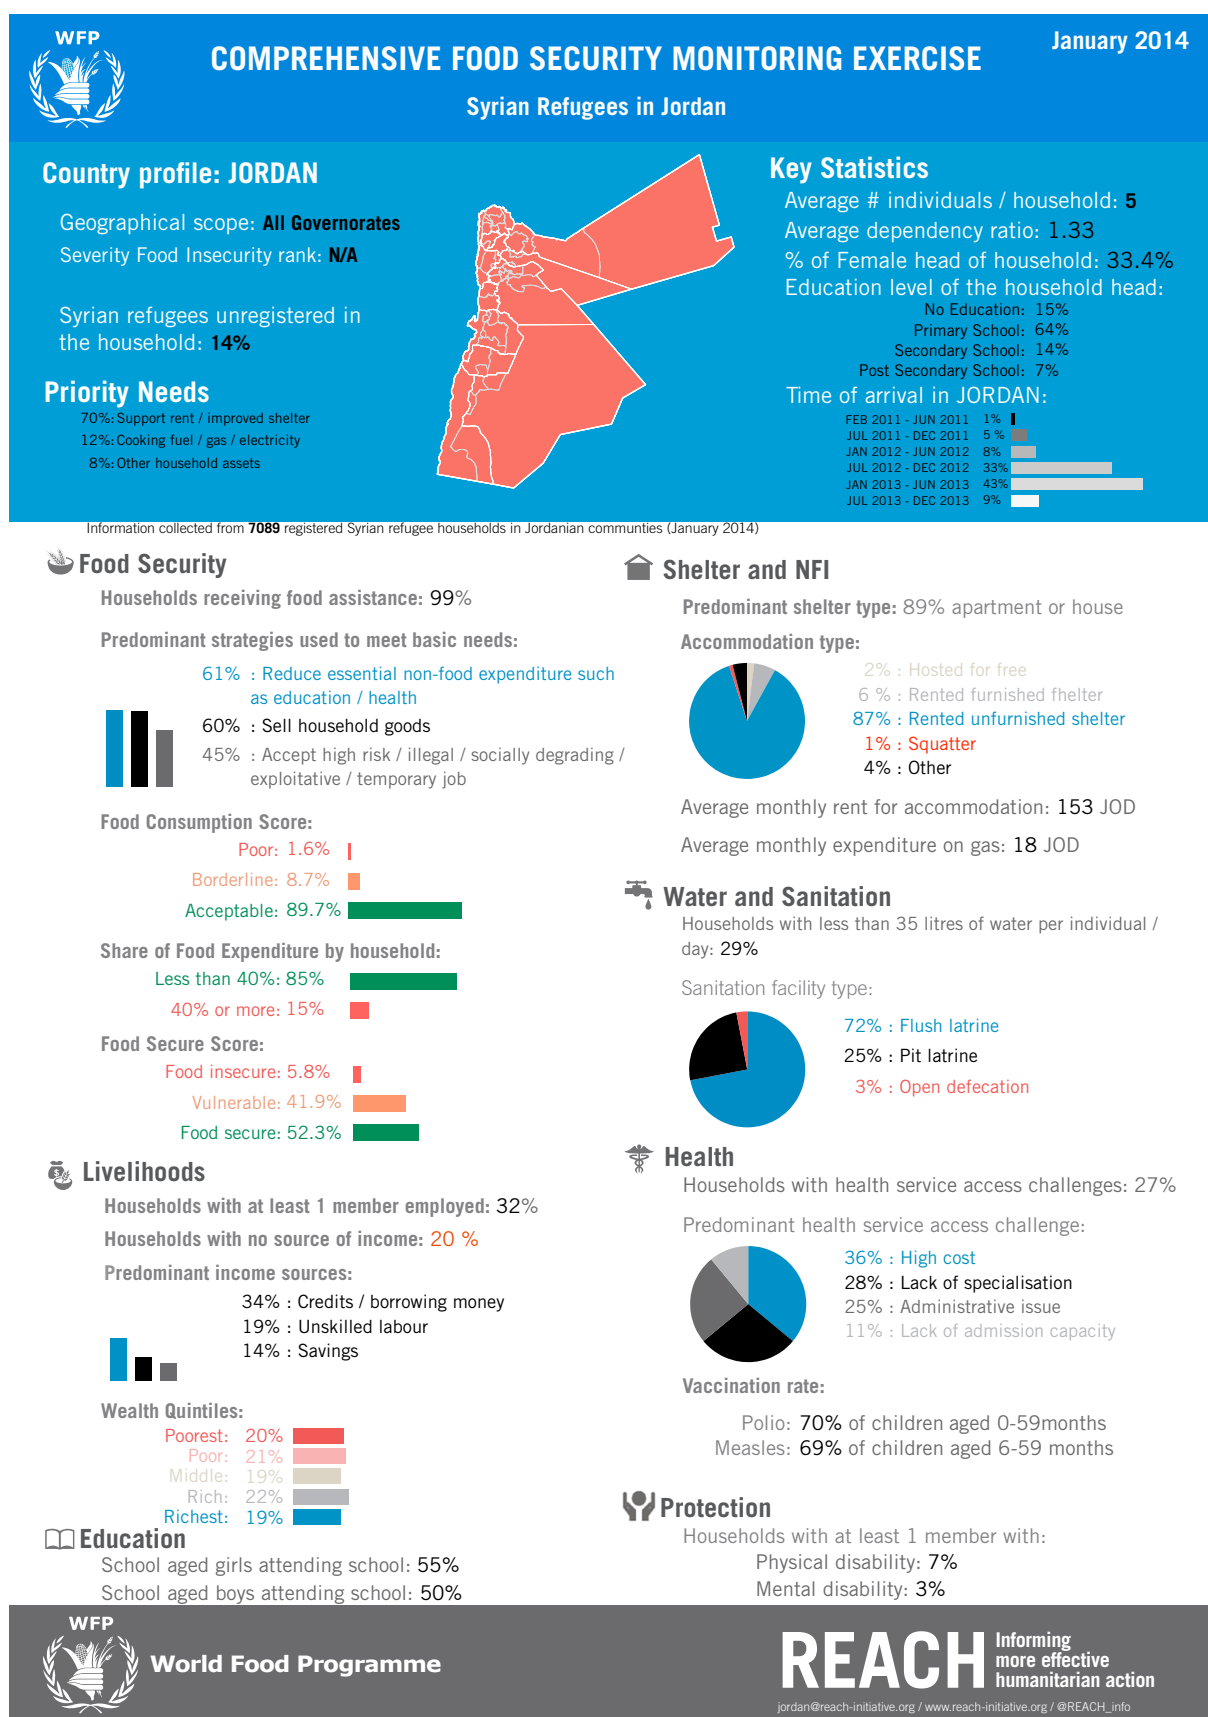 WFP
COMPREHENSIVE FOOD SECURITY MONITORING EXERCISE
January 2014
Syrian Refugees in Jordan
Country profile: JORDAN
Geographical scope: All Governorates
Severity Food Insecurity rank: N/A
Syrian refugees unregistered in
the household: 14%
Priority Needs
70%: Support rent / improved shelter
12%: Cooking fuel / gas / electricity
8%: Other household assets
Key Statistics
Average # individuals / household: 5
Average dependency ratio: 1.33
% of Female head of household: 33.4%
Education level of the household head:
No Education: 15%
Primary School: 64%
Secondary School: 14%
Post Secondary School: 7%
Time of arrival in JORDAN:
FEB 2011 - JUN 2011 1%
JUL 2011 - DEC 2011 5 %
JAN 2012 - JUN 2012 8%
JUL 2012 - DEC 2012 33%
JAN 2013 - JUN 2013 43%
JUL 2013 - DEC 2013 9%
Information collected from 7089 registered Syrian refugee households in Jordanian communties (January 2014)
Food Security
Households receiving food assistance: 99%
Predominant strategies used to meet basic needs:
61% : Reduce essential non-food expenditure such
as education / health
60% : Sell household goods
45% : Accept high risk / illegal / socially degrading /
exploitative / temporary job
Food Consumption Score:
Poor: 1.6%
Borderline: 8.7%
Acceptable: 89.7%
Share of Food Expenditure by household:
Less than 40%: 85%
40% or more: 15%
Food Secure Score:
Food insecure: 5.8%
Vulnerable: 41.9%
Food secure: 52.3%
Livelihoods
Households with at least 1 member employed: 32%
Households with no source of income: 20 %
Predominant income sources:
34% : Credits / borrowing money
19% : Unskilled labour
14% : Savings
Wealth Quintiles:
Poorest: 20%
Poor: 21%
Middle: 19%
Rich: 22%
Richest: 19%
Education
School aged girls attending school: 55%
School aged boys attending school: 50%
Shelter and NFI
Predominant shelter type: 89% apartment or house
Accommodation type:
2% : Hosted for free
6 % : Rented furnished fhelter
87% : Rented unfurnished shelter
1% : Squatter
4% : Other
Average monthly rent for accommodation: 153 JOD
Average monthly expenditure on gas: 18 JOD
Water and Sanitation
Households with less than 35 litres of water per individual /
day: 29%
Sanitation facility type:
72% : Flush latrine
25% : Pit latrine
3% : Open defecation
Health
Households with health service access challenges: 27%
Predominant health service access challenge:
36% : High cost
28% : Lack of specialisation
25% : Administrative issue
11% : Lack of admission capacity
Vaccination rate:
Polio: 70% of children aged 0-59months
Measles: 69% of children aged 6-59 months
Protection
Households with at least 1 member with:
Physical disability: 7%
Mental disability: 3%
WFP
World Food Programme
REACH
Informing
more effective
humanitarian action
jordan@reach-initiative.org / www.reach-initiative.org / @REACH_info